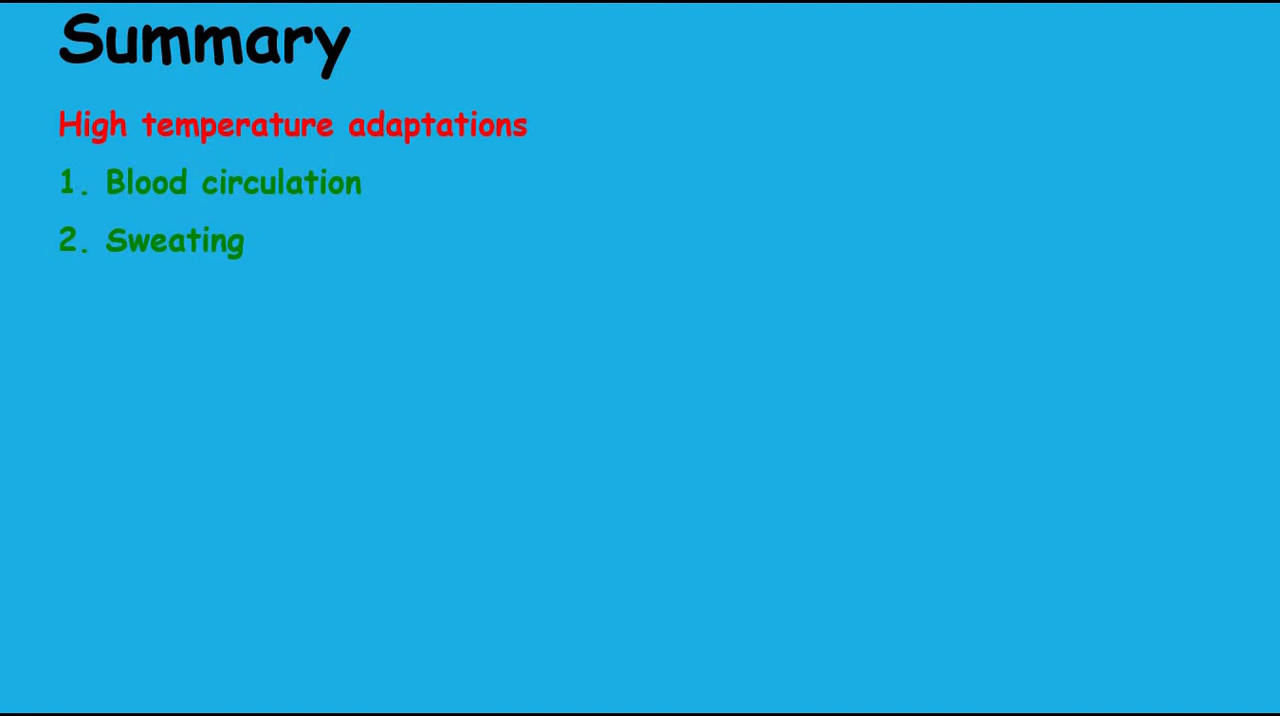 Summary
High temperature adaptations
1. Blood circulation
2. Sweating